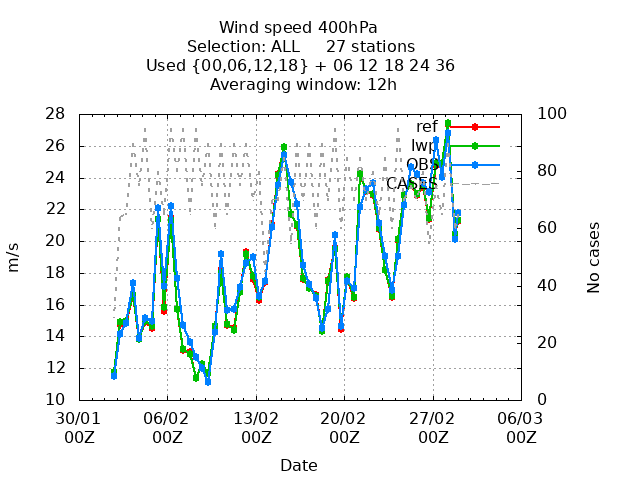 Wind speed 400hPa
Selection: ALL 27 stations
Used {00,06,12,18} + 06 12 18 24 36
Averaging window: 12h
28
26
24
22
20
18
16
14
12
10
m/s
100
80
60
40
20
0
No cases
ref
lwp
OBS
CASES
30/01 06/02 13/02 20/02 27/02 06/03
00Z 00Z 00Z 00Z 00Z 00Z
Date